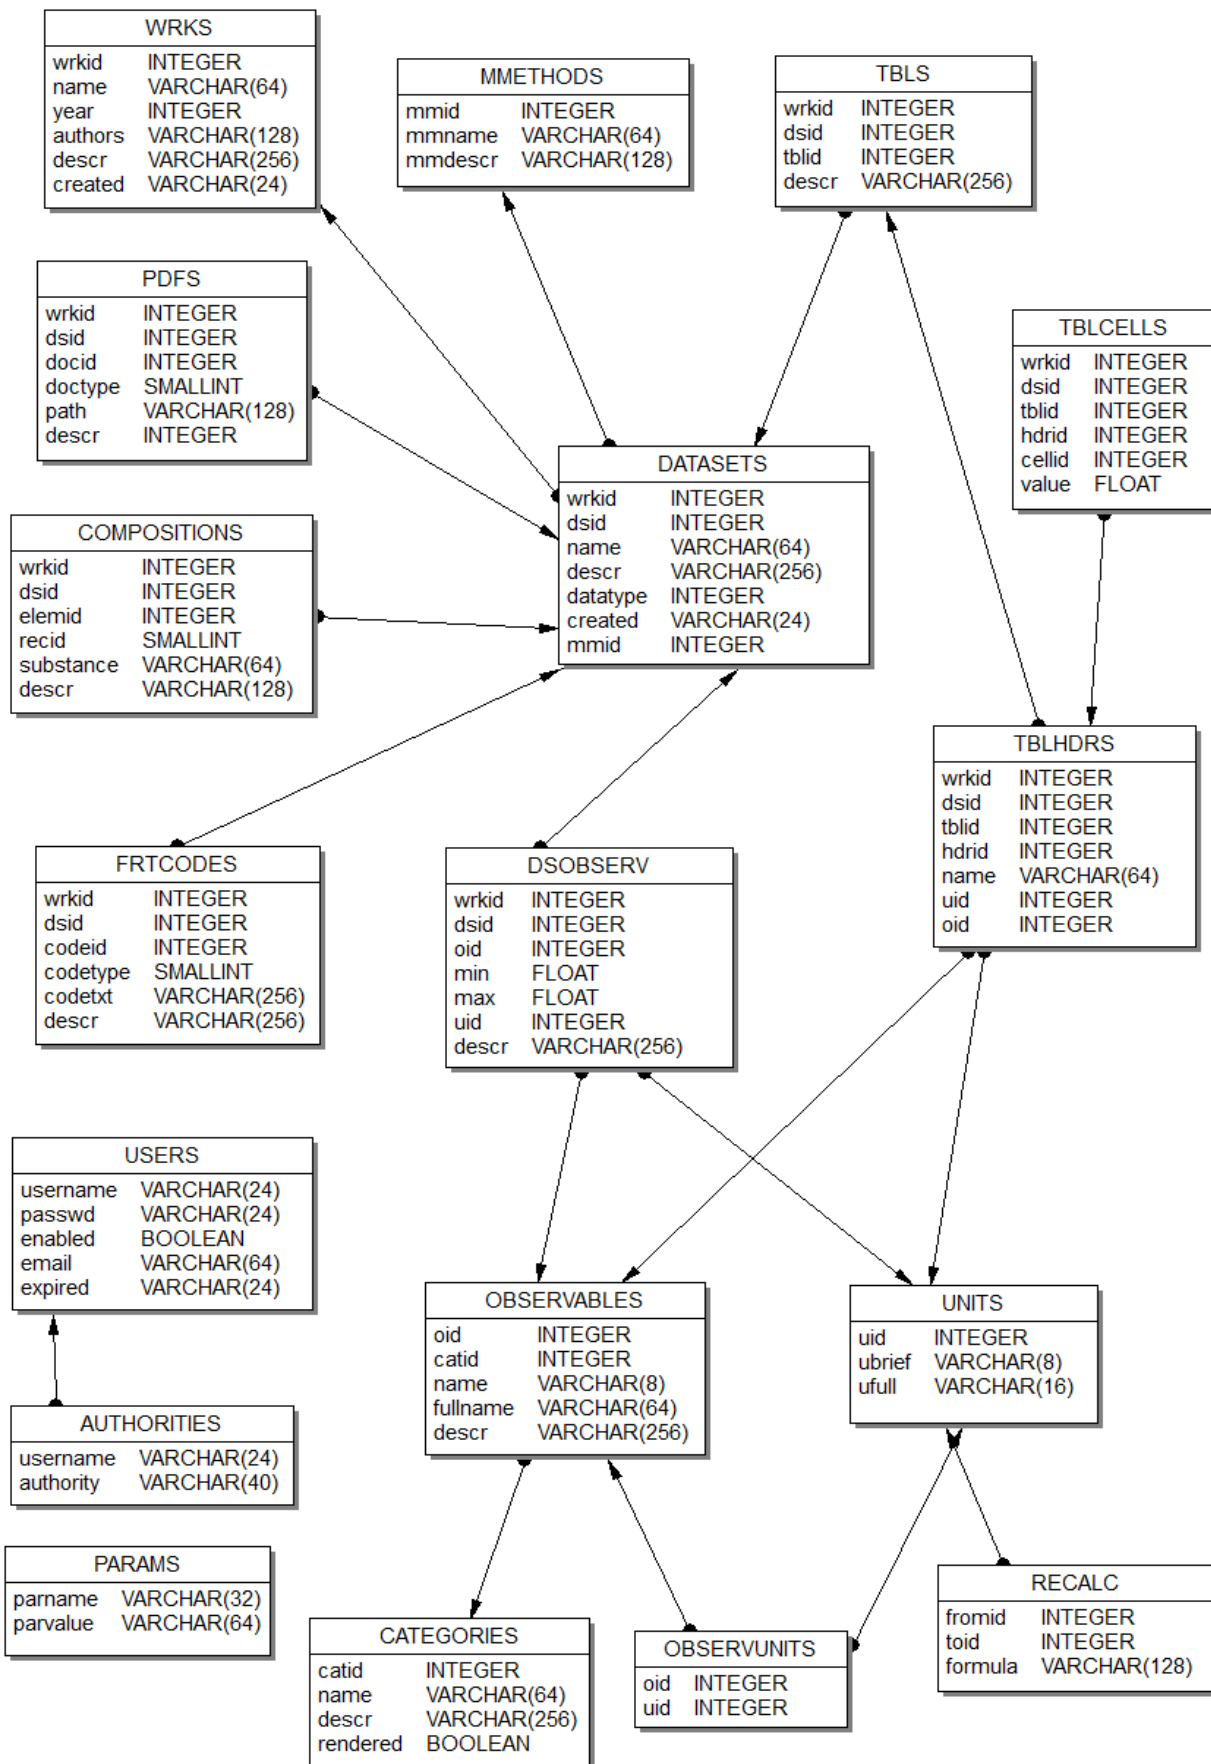 WRKS
wrkid INTEGER
name VARCHAR(64)
year INTEGER
authors VARCHAR(128)
descr VARCHAR(256)
created VARCHAR(24)
MMETHODS
mmid INTEGER
mmname VARCHAR(64)
mmdescr VARCHAR(128)
TBLS
wrkid INTEGER
dsid INTEGER
tblid INTEGER
descr VARCHAR(256)
PDFS
wrkid INTEGER
dsid INTEGER
docid INTEGER
doctype SMALLINT
path VARCHAR(128)
descr INTEGER
TBLCELLS
wrkid INTEGER
dsid INTEGER
tblid INTEGER
hdrid INTEGER
cellid INTEGER
value FLOAT
DATASETS
wrkid INTEGER
dsid INTEGER
name VARCHAR(64)
descr VARCHAR(256)
datatype INTEGER
created VARCHAR(24)
mmid INTEGER
COMPOSITIONS
wrkid INTEGER
dsid INTEGER
elemid INTEGER
recid SMALLINT
substance VARCHAR(64)
descr VARCHAR(128)
TBLHDRS
wrkid INTEGER
dsid INTEGER
tblid INTEGER
hdrid INTEGER
name VARCHAR(64)
uid INTEGER
oid INTEGER
FRTCODES
wrkid INTEGER
dsid INTEGER
codeid INTEGER
codetype SMALLINT
codetxt VARCHAR(256)
descr VARCHAR(256)
DSOBSERV
wrkid INTEGER
dsid INTEGER
oid INTEGER
min FLOAT
max FLOAT
uid INTEGER
descr VARCHAR(256)
USERS
username VARCHAR(24)
passwd VARCHAR(24)
enabled BOOLEAN
email VARCHAR(64)
expired VARCHAR(24)
OBSERVABLES
oid INTEGER
catid INTEGER
name VARCHAR(8)
fullname VARCHAR(64)
descr VARCHAR(256)
UNITS
uid INTEGER
ubrief VARCHAR(8)
ufull VARCHAR(16)
AUTHORITIES
username VARCHAR(24)
authority VARCHAR(40)
PARAMS
parname VARCHAR(32)
parvalue VARCHAR(64)
CATEGORIES
catid INTEGER
name VARCHAR(64)
descr VARCHAR(256)
rendered BOOLEAN
OBSERVUNITS
oid INTEGER
uid INTEGER
RECALC
fromid INTEGER
toid INTEGER
formula VARCHAR(128)